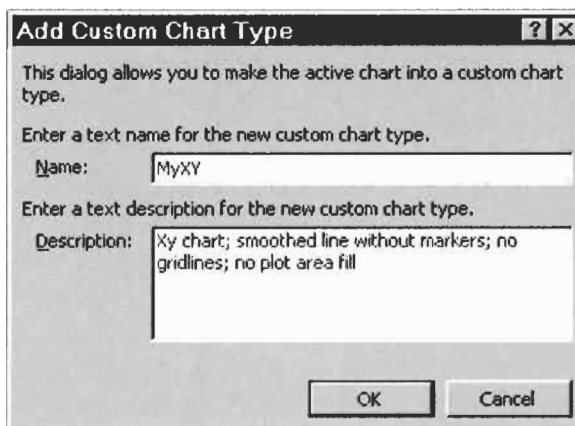 Add Custom Chart Type
This dialog allows you to make the active chart into a custom chart
type.
Enter a text name for the new custom chart type.
Name: MyXY
Enter a text description for the new custom chart type.
Description: Xy chart; smoothed line without markers; no
gridlines; no plot area fill
OK Cancel